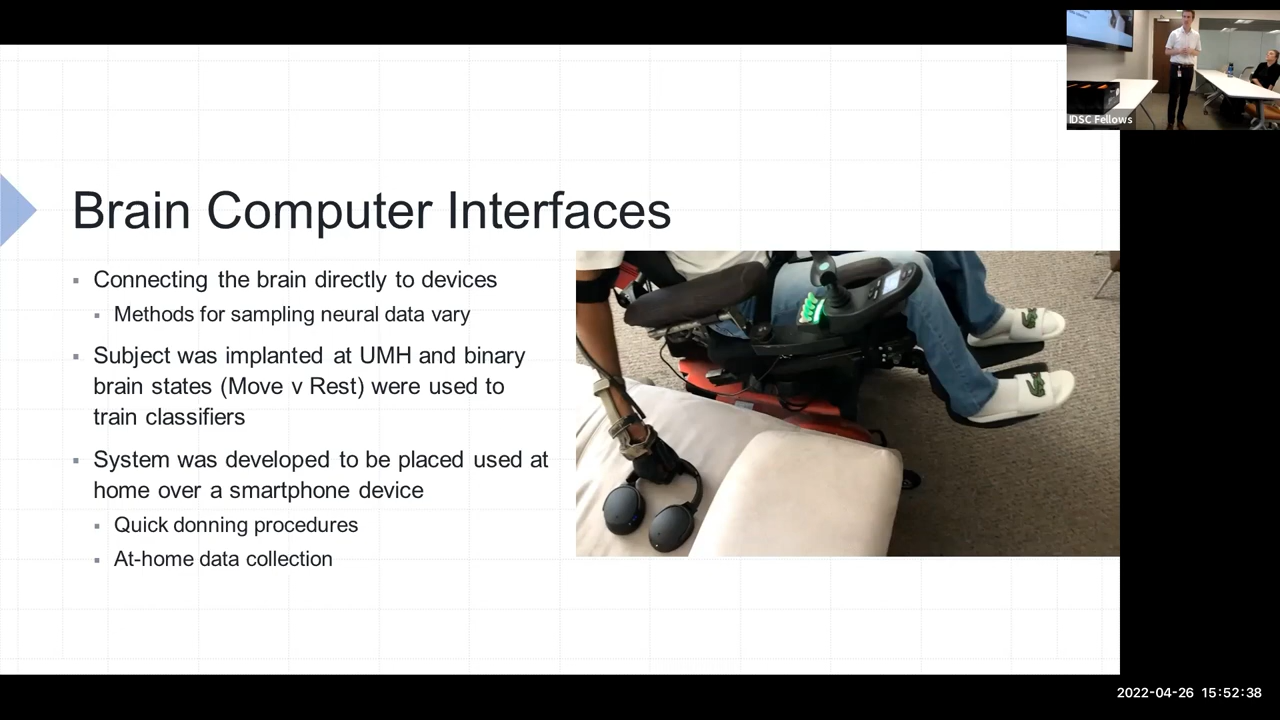 IDSC Fellows
Brain Computer Interfaces
Connecting the brain directly to devices
Methods for sampling neural data vary
Subject was implanted at UMH and binary
brain states (Move v Rest) were used to
train classifiers
System was developed to be placed used at
home over a smartphone device
Quick donning procedures
At-home data collection
2022-04-26 15:52:38